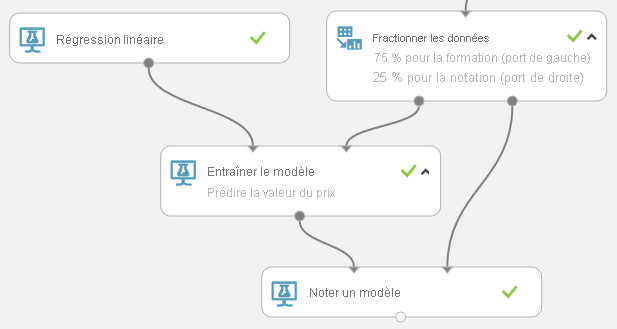 Régression linéaire
Fractionner les données
75 % pour la formation (port de gauche)
25 % pour la notation (port de droite)
Entraîner le modèle
Prédire la valeur du prix
Noter un modèle